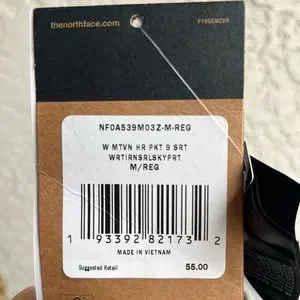 thenorthface.com F19GENCVR
NF0A539M03Z-M-REG
W MTVN HR PKT 9 SRT
WRTIRNSRLSKYPRT
M/REG
1 93392 82173 2
MADE IN VIETNAM
Suggested Retail 55.00